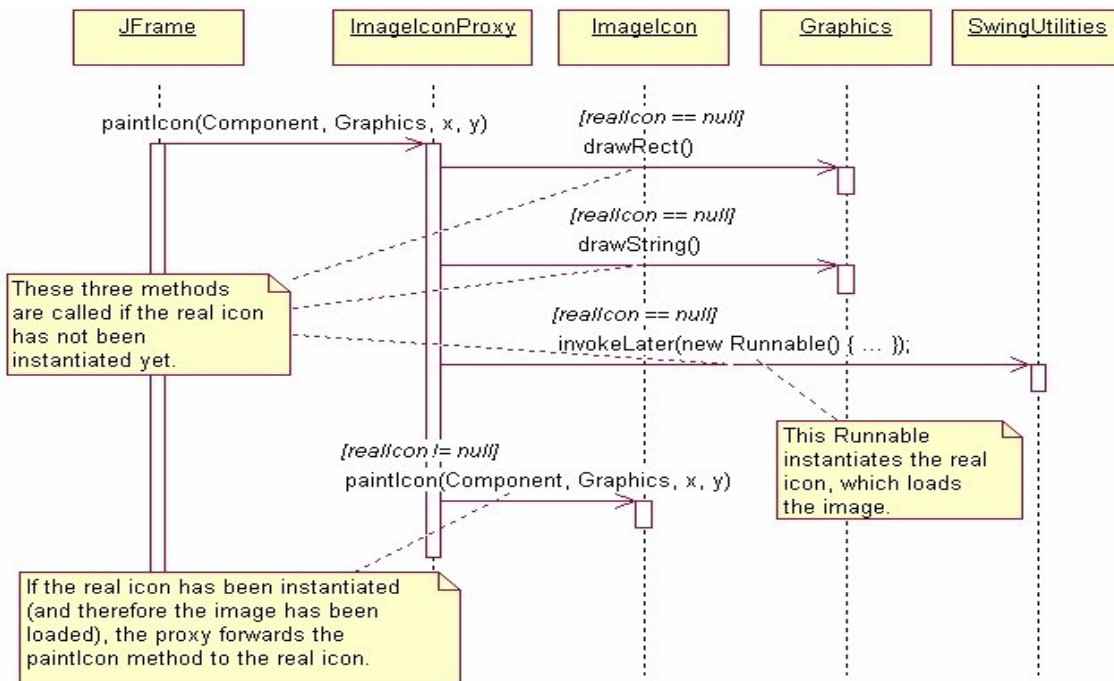 JFrame
ImageIconProxy
ImageIcon
Graphics
SwingUtilities
paintIcon(Component, Graphics, x, y)
[realIcon == null]
drawRect()
[realIcon == null]
drawString()
These three methods
are called if the real icon
has not been
instantiated yet.
[realIcon == null]
invokeLater(new Runnable() { ... });
This Runnable
instantiates the real
icon, which loads
the image.
[realIcon != null]
paintIcon(Component, Graphics, x, y)
If the real icon has been instantiated
(and therefore the image has been
loaded), the proxy forwards the
paintIcon method to the real icon.